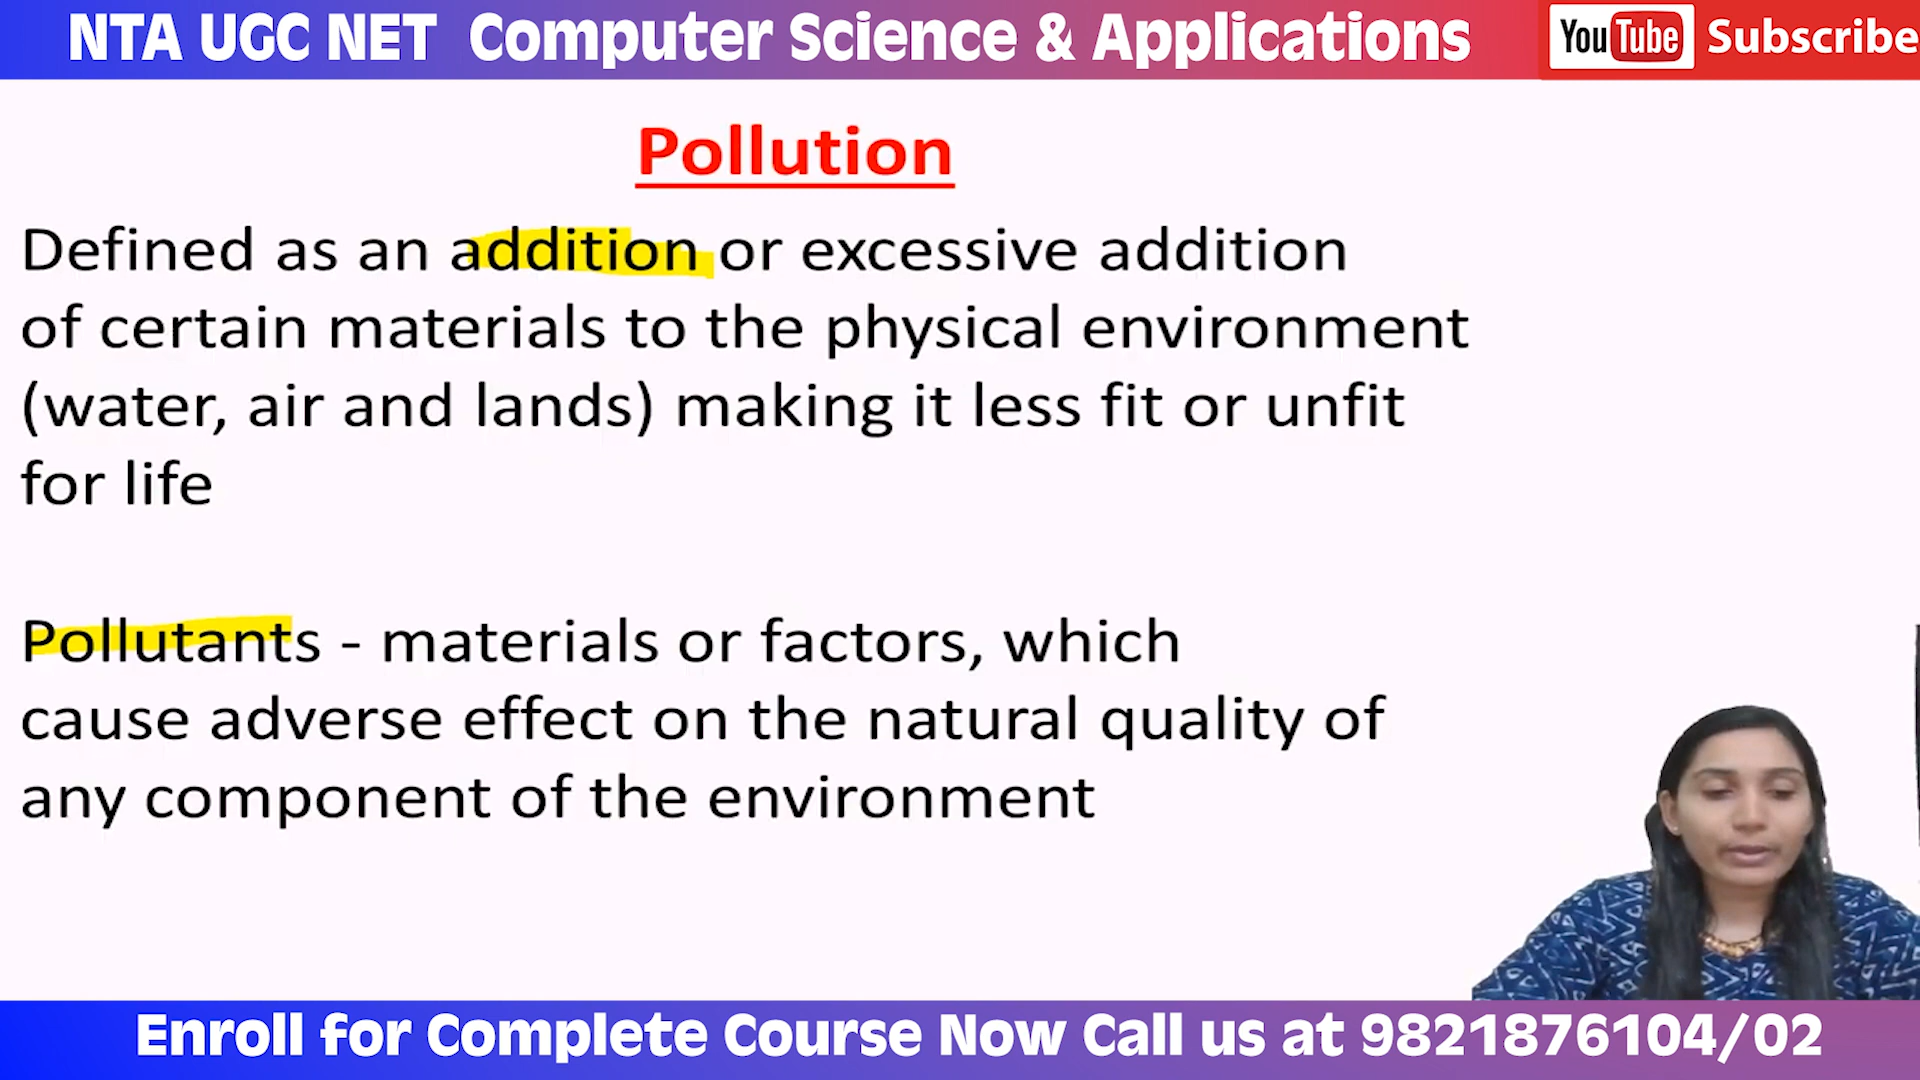 NTA UGC NET Computer Science & Applications
YouTube Subscribe
Pollution
Defined as an addition or excessive addition
of certain materials to the physical environment
(water, air and lands) making it less fit or unfit
for life
Pollutants - materials or factors, which
cause adverse effect on the natural quality of
any component of the environment
Enroll for Complete Course Now Call us at 9821876104/02